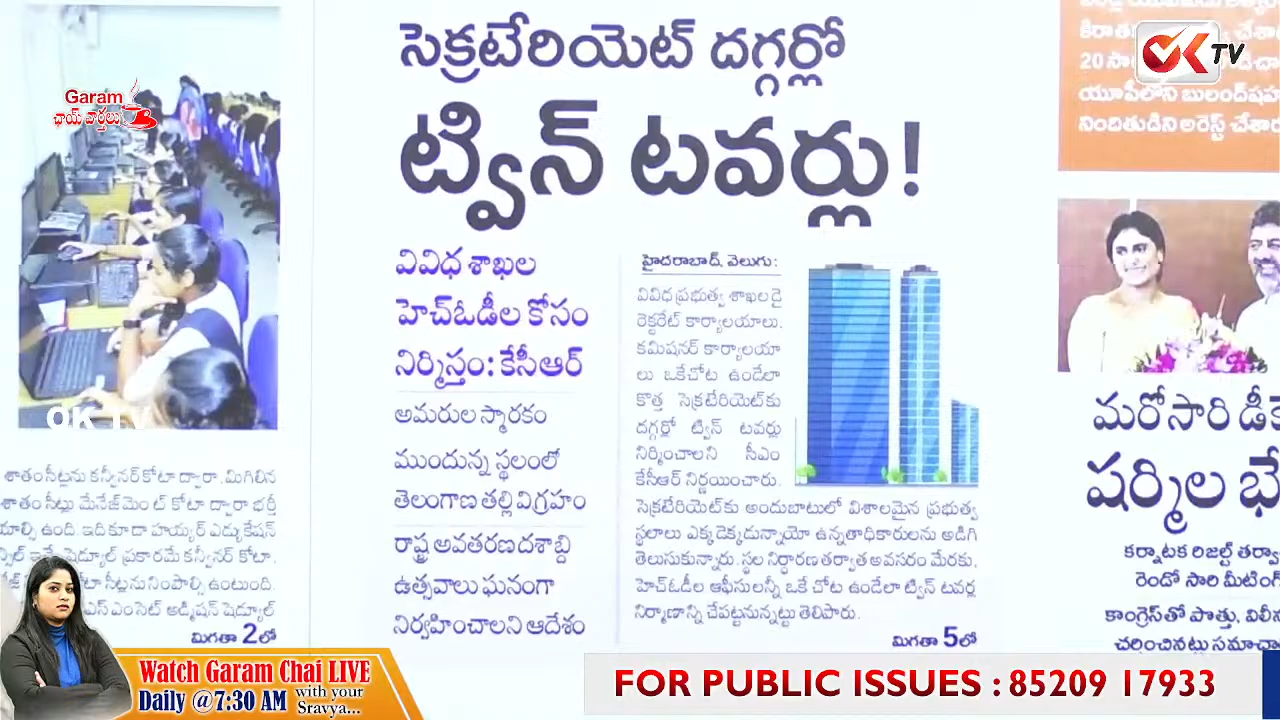 Garam
ఛాయ్ వార్తలు
OK TV
శాతం సీట్లను కన్వీనర్ కోటా ద్వారా, మిగిలిన
శాతం సీట్లు మేనేజ్‌మెంట్ కోటా ద్వారా భర్తీ
యాల్సి ఉంది. ఇది కూడా హయ్యర్ ఎడ్యుకేషన్
షెడ్యూల్ ప్రకారమే కన్వీనర్ కోటా,
కోటా సీట్లను నింపాల్సి ఉంటుంది.
ఎస్ ఎంసెట్ అడ్మిషన్ షెడ్యూల్
మిగతా 2లో
సెక్రటేరియెట్ దగ్గర్లో
ట్విన్ టవర్లు!
వివిధ శాఖల
హెచ్ఓడీల కోసం
నిర్మిస్తం: కేసీఆర్
అమరుల స్మారకం
ముందున్న స్థలంలో
తెలంగాణ తల్లి విగ్రహం
రాష్ట్ర అవతరణ దశాబ్ది
ఉత్సవాలు ఘనంగా
నిర్వహించాలని ఆదేశం
హైదరాబాద్, వెలుగు:
వివిధ ప్రభుత్వ శాఖల డై
రెక్టరేట్ కార్యాలయాలు,
కమిషనర్ కార్యాలయా
లు ఒకేచోట ఉండేలా
కొత్త సెక్రటేరియెట్‌కు
దగ్గర్లో ట్విన్ టవర్లు
నిర్మించాలని సీఎం
కేసీఆర్ నిర్ణయించారు.
సెక్రటేరియెట్‌కు అందుబాటులో విశాలమైన ప్రభుత్వ
స్థలాలు ఎక్కడెక్కడున్నాయో ఉన్నతాధికారులను అడిగి
తెలుసుకున్నారు. స్థల నిర్ధారణ తర్వాత అవసరం మేరకు,
హెచ్ఓడీల ఆఫీసులన్నీ ఒకే చోట ఉండేలా ట్విన్ టవర్ల
నిర్మాణాన్ని చేపట్టనున్నట్టు తెలిపారు.
మిగతా 5లో
OK TV
20
యూపీలోని బులంద్‌షహ
నిందితుడిని అరెస్ట్ చేశార
మరోసారి డీకే
షర్మిల భే
కర్నాటక రిజల్ట్ తర్వా
రెండో సారి మీటింగ్
కాంగ్రెస్‌తో పొత్తు, విలీన
చర్చించినట్లు సమాచా
Watch Garam Chai LIVE
Daily @7:30 AM with your Sravya...
FOR PUBLIC ISSUES : 85209 17933